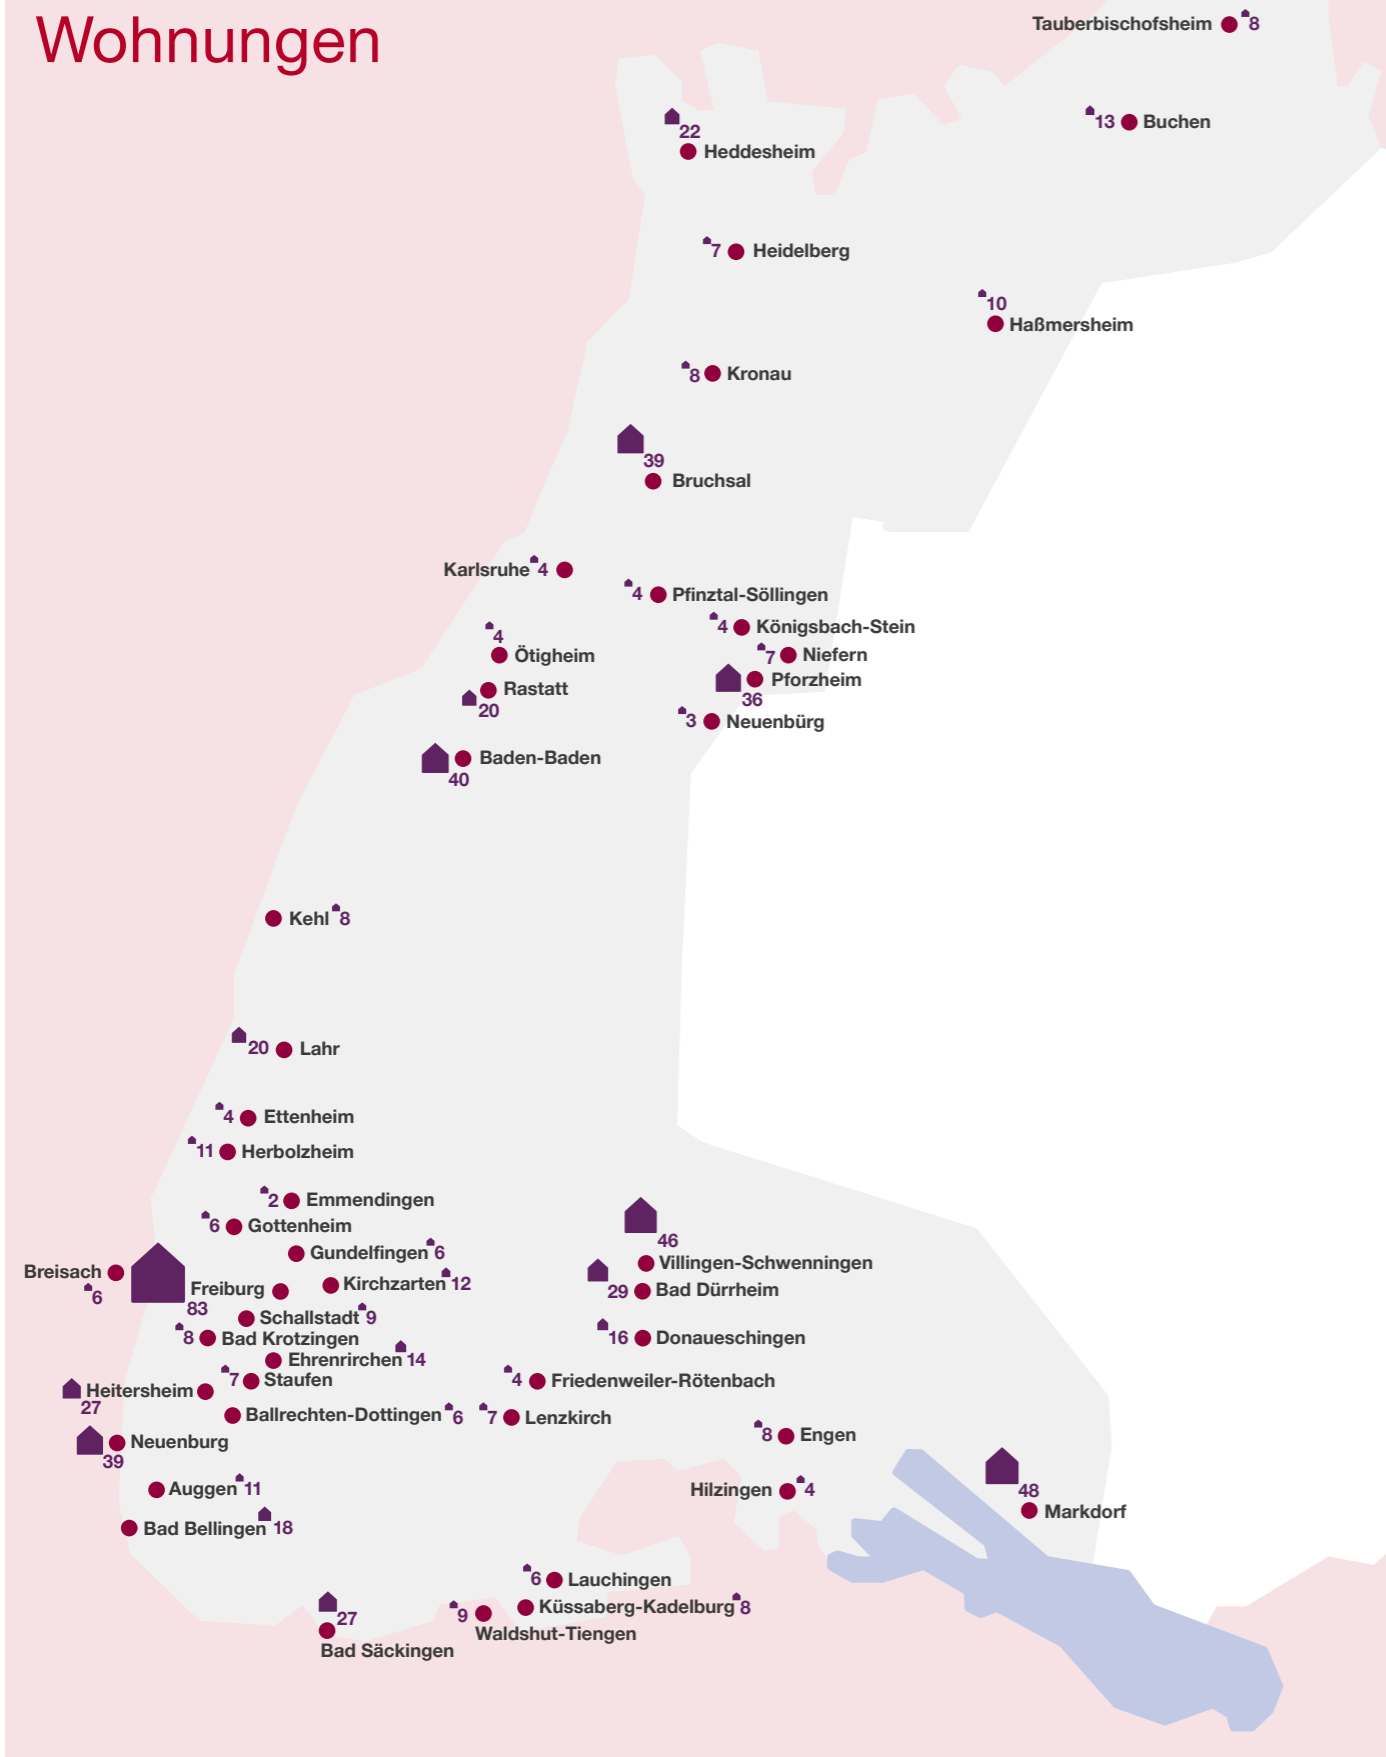 Wohnungen
Tauberbischofsheim 8
13 Buchen
22
Heddesheim
7 Heidelberg
10
Haßmersheim
8 Kronau
39
Bruchsal
Karlsruhe 4
4 Pfinztal-Söllingen
4 Königsbach-Stein
4
Ötigheim
7 Niefern
Pforzheim
36
Rastatt
20
3 Neuenbürg
Baden-Baden
40
Kehl 8
20 Lahr
4 Ettenheim
11 Herbolzheim
2 Emmendingen
6 Gottenheim
Gundelfingen 6
46
Villingen-Schwenningen
Breisach
6
Freiburg
83
Kirchzarten 12
29 Bad Dürrheim
Schallstadt 9
8 Bad Krotzingen
16 Donaueschingen
Ehrenrirchen 14
7 Staufen
4 Friedenweiler-Rötenbach
Heitersheim
27
Ballrechten-Dottingen 6
7 Lenzkirch
8 Engen
Neuenburg
39
Auggen 11
Hilzingen 4
48
Markdorf
Bad Bellingen 18
6 Lauchingen
Küssaberg-Kadelburg 8
9
Waldshut-Tiengen
27
Bad Säckingen